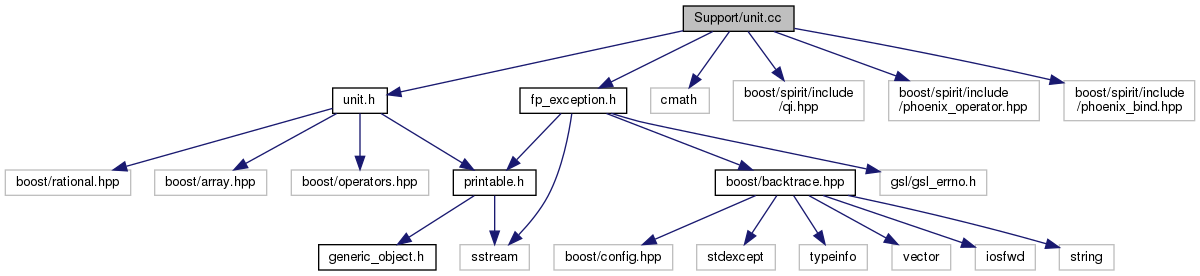 Support/unit.cc
unit.h
fp_exception.h
cmath
boost/spirit/include
/qi.hpp
boost/spirit/include
/phoenix_operator.hpp
boost/spirit/include
/phoenix_bind.hpp
boost/rational.hpp
boost/array.hpp
boost/operators.hpp
printable.h
boost/backtrace.hpp
gsl/gsl_errno.h
generic_object.h
sstream
boost/config.hpp
stdexcept
typeinfo
vector
iosfwd
string